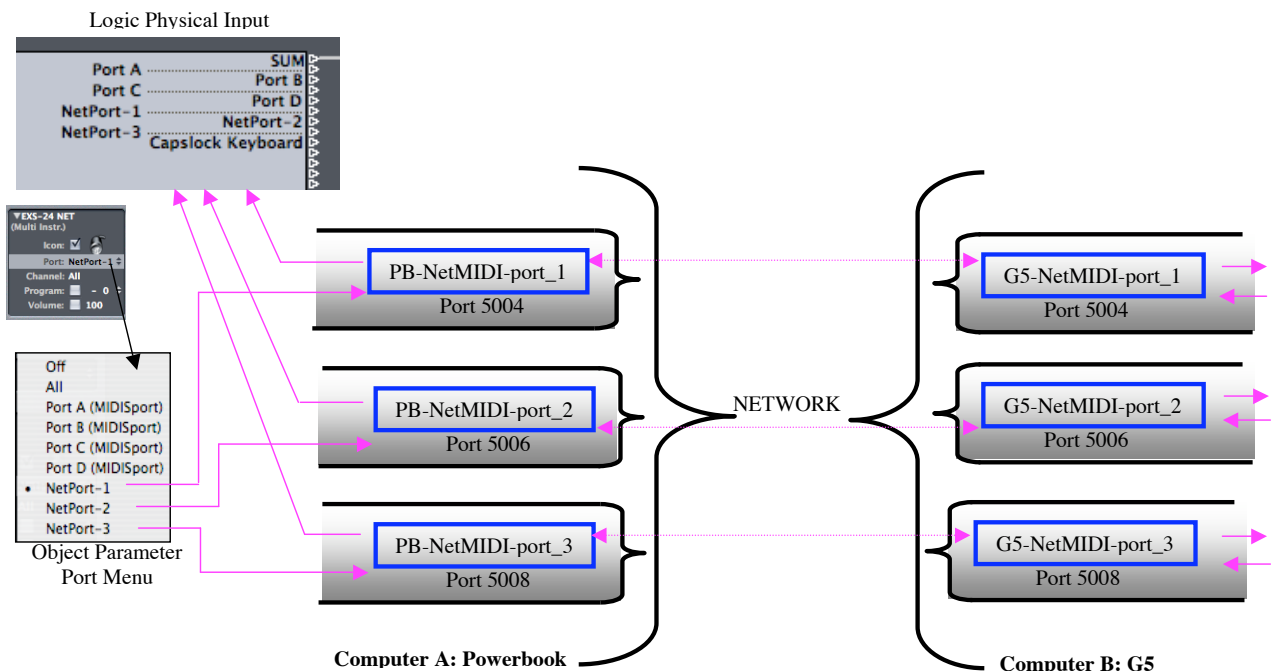 Logic Physical Input
SUM
Port A
Port B
Port C
Port D
NetPort-1
NetPort-2
NetPort-3
Capslock Keyboard
▼EXS-24 NET
(Multi Instr.)
Icon:
Port: NetPort-1
Channel: All
Program: - 0
Volume: 100
Off
All
Port A (MIDISport)
Port B (MIDISport)
Port C (MIDISport)
Port D (MIDISport)
• NetPort-1
NetPort-2
NetPort-3
Object Parameter
Port Menu
PB-NetMIDI-port_1
Port 5004
PB-NetMIDI-port_2
Port 5006
PB-NetMIDI-port_3
Port 5008
Computer A: Powerbook
NETWORK
G5-NetMIDI-port_1
Port 5004
G5-NetMIDI-port_2
Port 5006
G5-NetMIDI-port_3
Port 5008
Computer B: G5